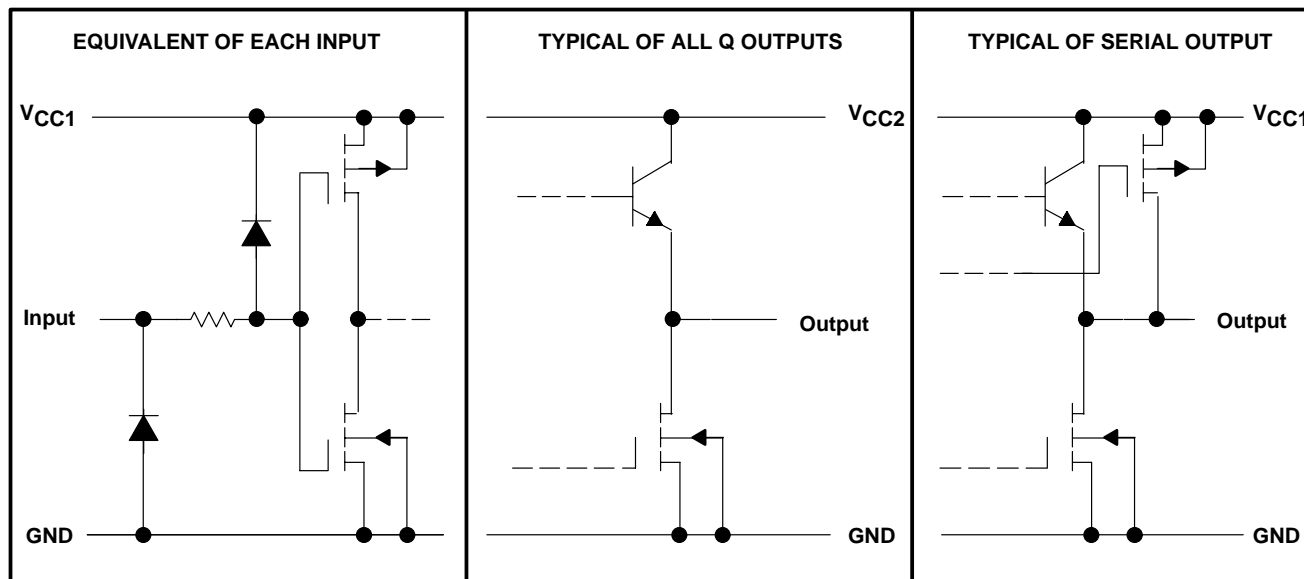 EQUIVALENT OF EACH INPUT
VCC1
Input
GND
TYPICAL OF ALL Q OUTPUTS
VCC2
Output
GND
TYPICAL OF SERIAL OUTPUT
VCC1
Output
GND